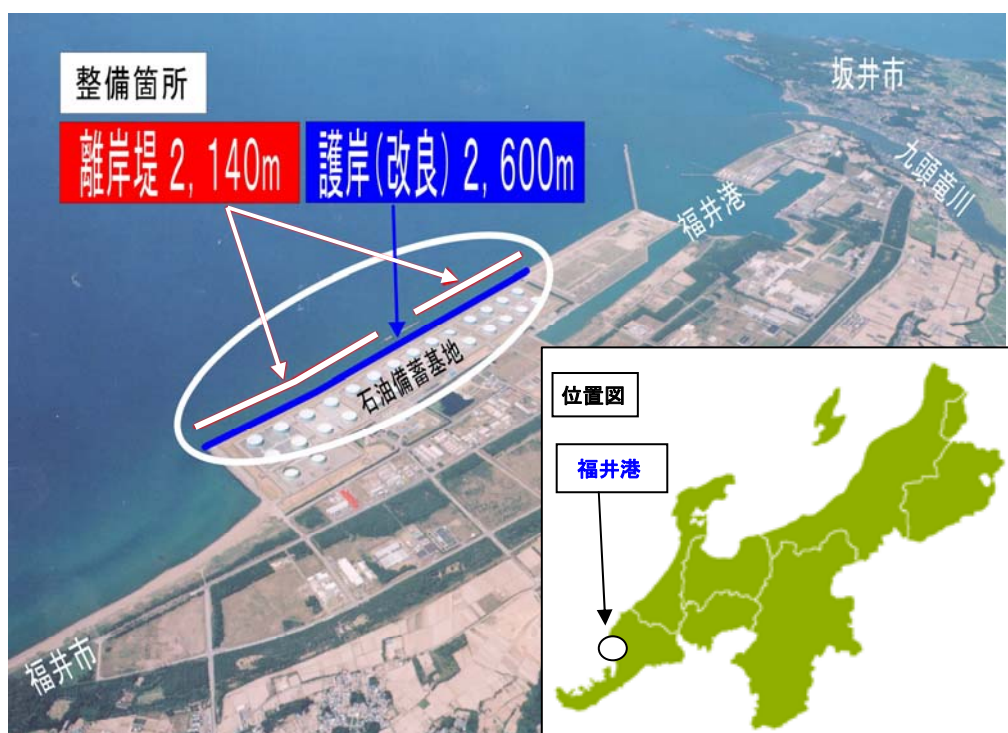 整備箇所
離岸堤 2,140m
護岸(改良) 2,600m
坂井市
九頭竜川
福井港
石油備蓄基地
福井市
位置図
福井港